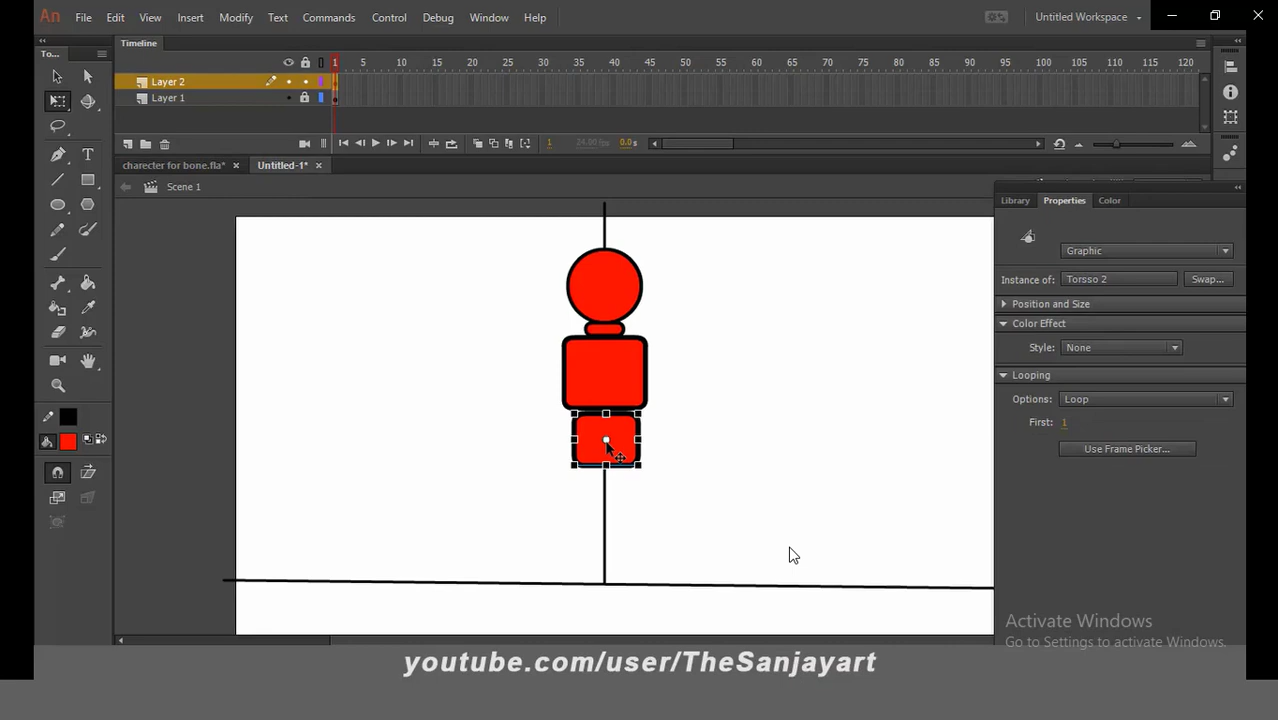 An File Edit View Insert Modify Text Commands Control Debug Window Help Untitled Workspace
Timeline
To...
1 5 10 15 20 25 30 35 40 45 50 55 60 65 70 75 80 85 90 95 100 105 110 115 120
Layer 2
Layer 1
1 24.00 fps 0.0 s
charecter for bone.fla* × Untitled-1* ×
Scene 1
Library Properties Color
Graphic
Instance of: Torsso 2 Swap...
Position and Size
Color Effect
Style: None
Looping
Options: Loop
First: 1
Use Frame Picker...
Activate Windows
Go to Settings to activate Windows.
youtube.com/user/TheSanjayart